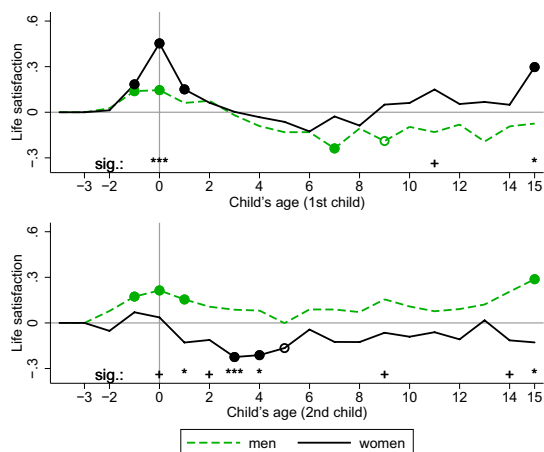 Life satisfaction
.6
.3
0
-.3
sig.: *** + *
-3 -2 0 2 4 6 8 10 12 14 15
Child's age (1st child)
Life satisfaction
.6
.3
0
-.3
sig.: + * + *** * + + *
-3 -2 0 2 4 6 8 10 12 14 15
Child's age (2nd child)
men women